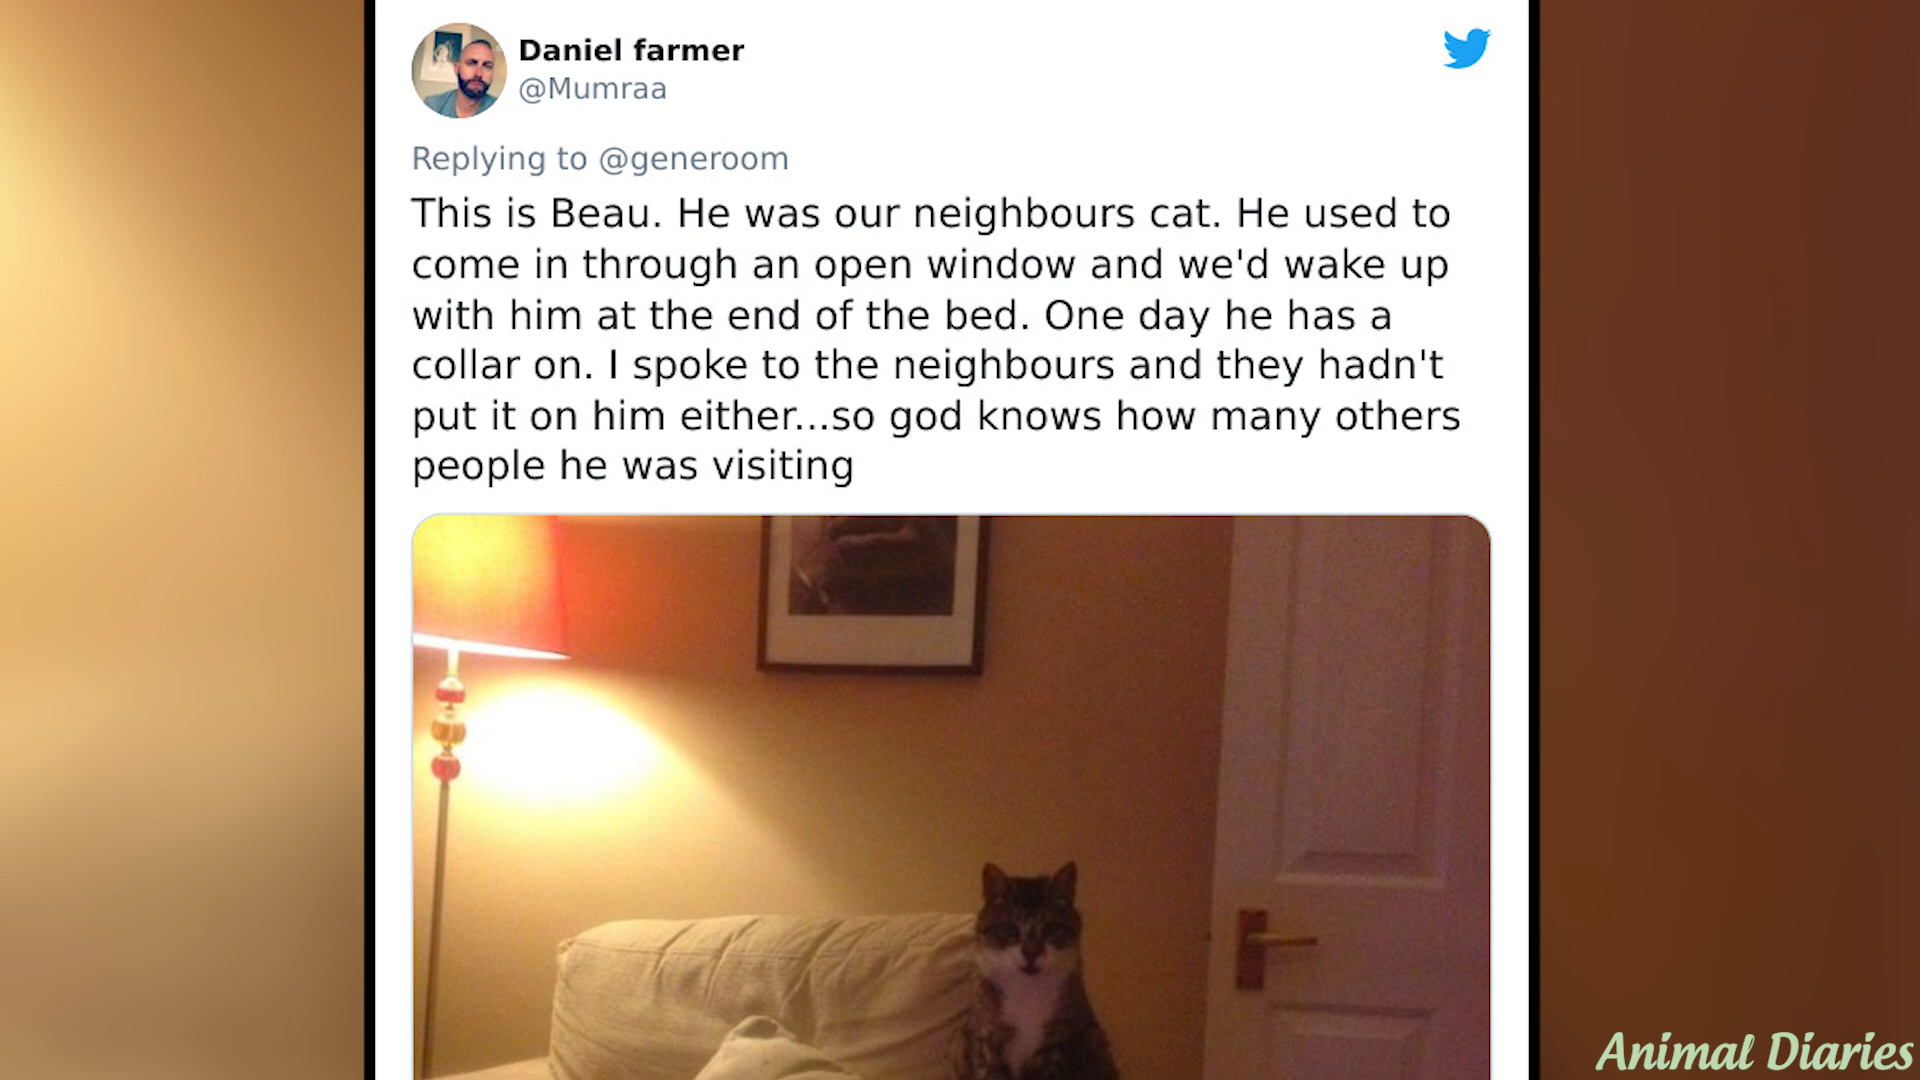 Daniel farmer
@Mumraa
Replying to @generoom
This is Beau. He was our neighbours cat. He used to
come in through an open window and we'd wake up
with him at the end of the bed. One day he has a
collar on. I spoke to the neighbours and they hadn't
put it on him either...so god knows how many others
people he was visiting
Animal Diaries